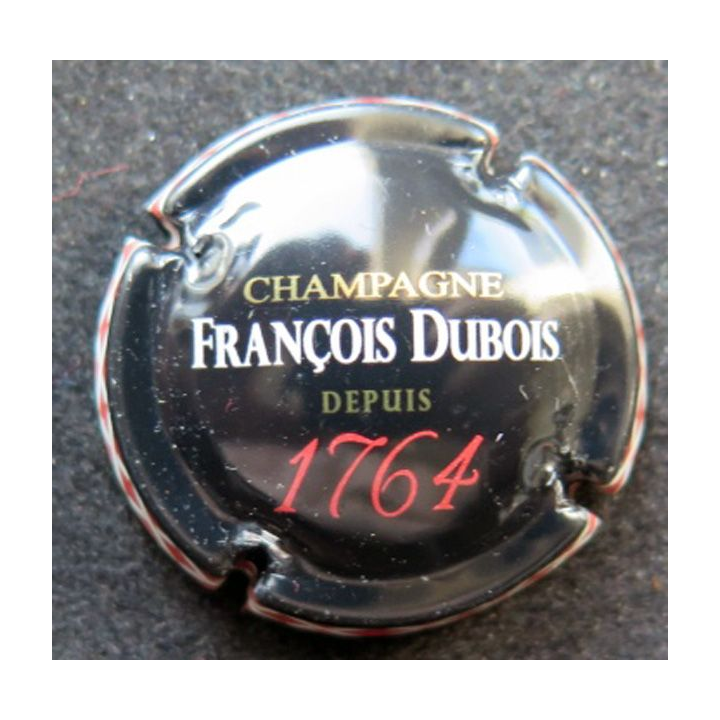 CHAMPAGNE
FRANÇOIS DUBOIS
DEPUIS
1764